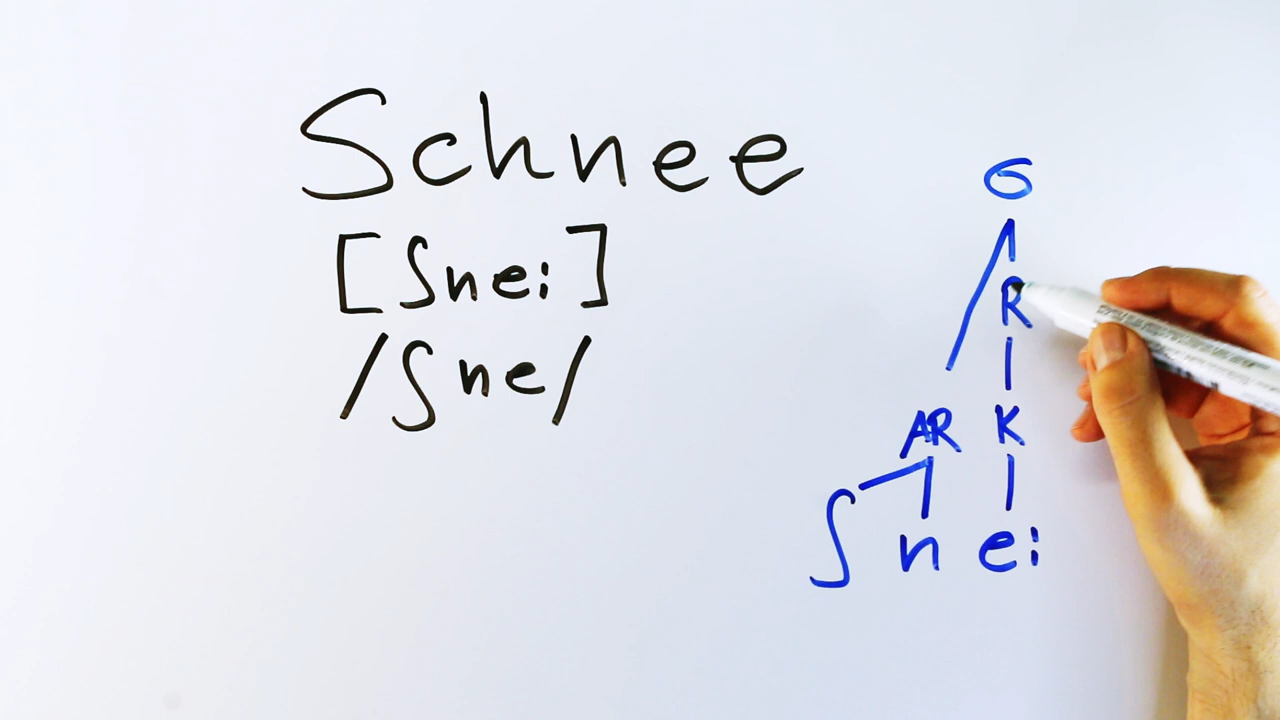 Schnee
[ʃneː]
/ʃne/
σ
R
AR K
ʃ n eː